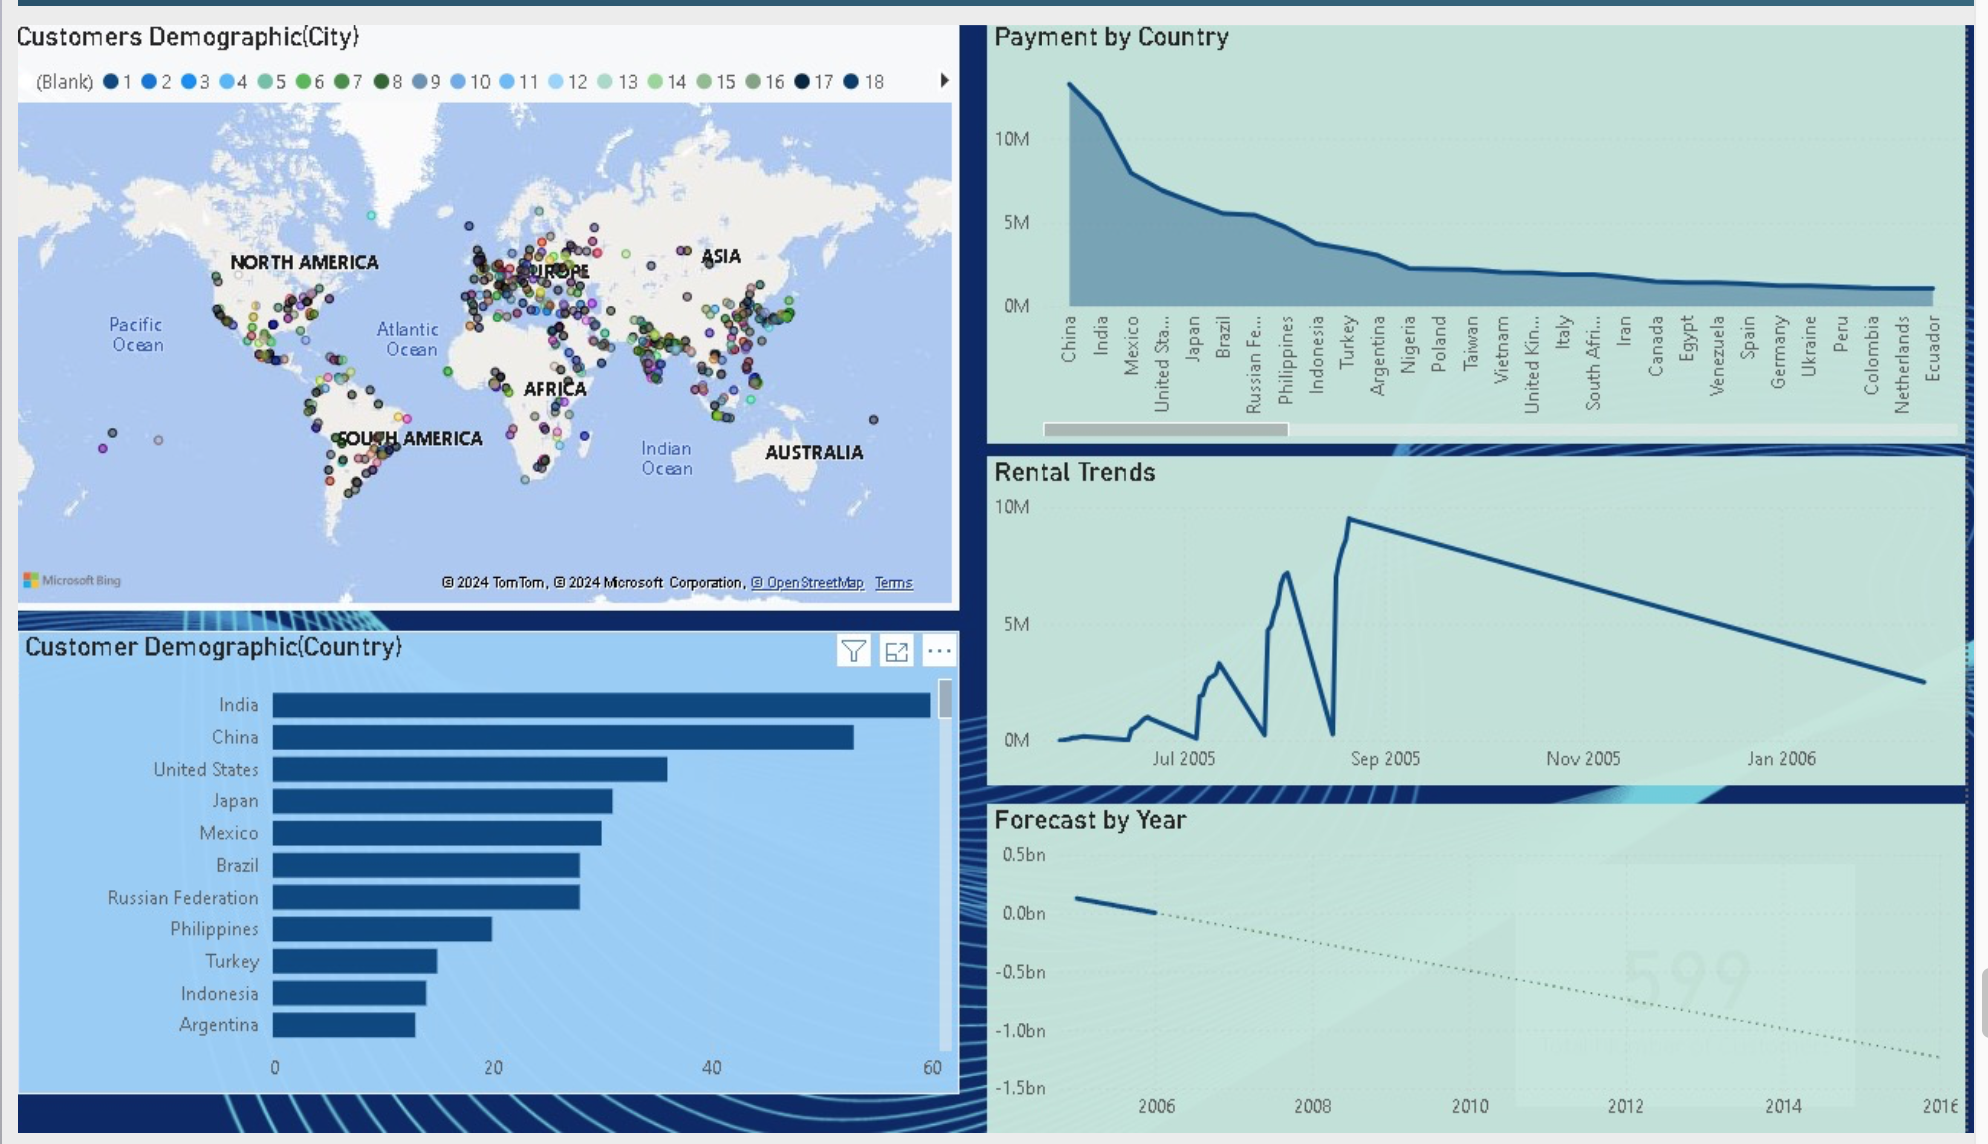 Customers Demographic(City)
(Blank) 1 2 3 4 5 6 7 8 9 10 11 12 13 14 15 16 17 18
NORTH AMERICA
EUROPE
ASIA
Pacific
Ocean
Atlantic
Ocean
AFRICA
SOUTH AMERICA
Indian
Ocean
AUSTRALIA
Microsoft Bing
© 2024 TomTom, © 2024 Microsoft Corporation, © OpenStreetMap Terms
Customer Demographic(Country)
India
China
United States
Japan
Mexico
Brazil
Russian Federation
Philippines
Turkey
Indonesia
Argentina
0 20 40 60
Payment by Country
10M
5M
0M
China
India
Mexico
United Sta...
Japan
Brazil
Russian Fe...
Philippines
Indonesia
Turkey
Argentina
Nigeria
Poland
Taiwan
Vietnam
United Kin...
Italy
South Afri...
Iran
Canada
Egypt
Venezuela
Spain
Germany
Ukraine
Peru
Colombia
Netherlands
Ecuador
Rental Trends
10M
5M
0M
Jul 2005 Sep 2005 Nov 2005 Jan 2006
Forecast by Year
0.5bn
0.0bn
-0.5bn
-1.0bn
-1.5bn
599
2006 2008 2010 2012 2014 2016